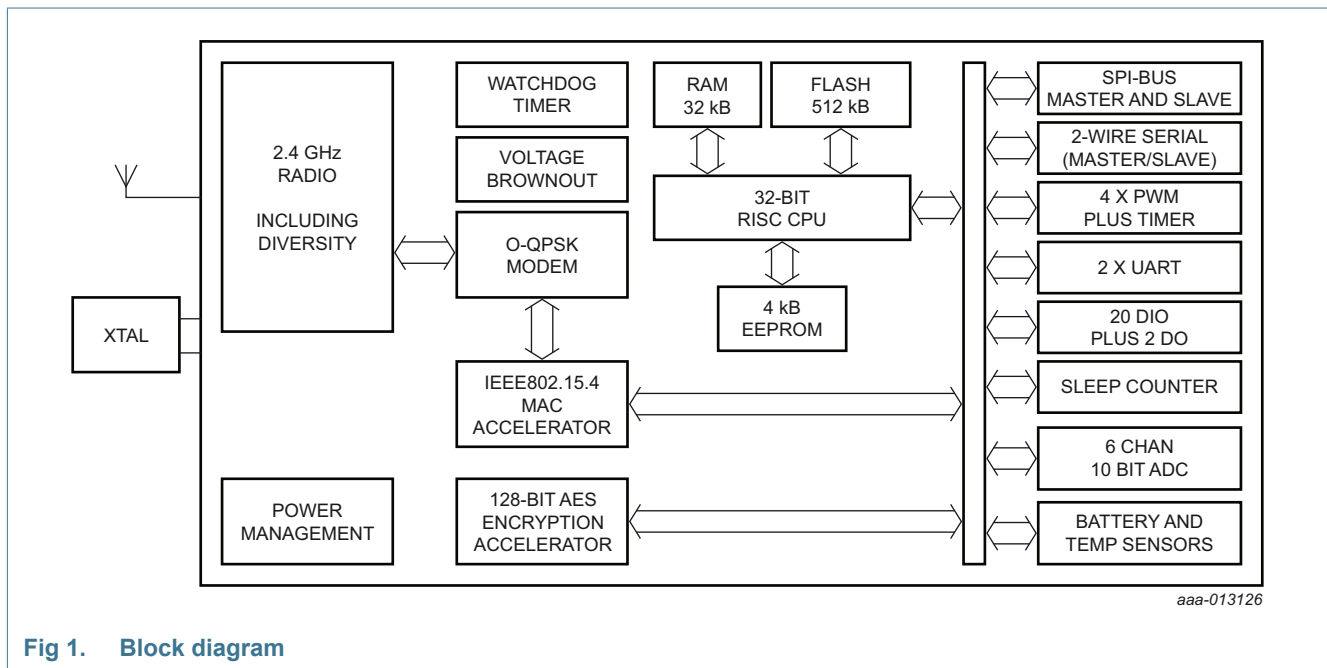 WATCHDOG
TIMER
RAM
32 kB
FLASH
512 kB
SPI-BUS
MASTER AND SLAVE
2.4 GHz
RADIO
INCLUDING
DIVERSITY
VOLTAGE
BROWNOUT
2-WIRE SERIAL
(MASTER/SLAVE)
32-BIT
RISC CPU
4 X PWM
PLUS TIMER
O-QPSK
MODEM
2 X UART
XTAL
4 kB
EEPROM
20 DIO
PLUS 2 DO
IEEE802.15.4
MAC
ACCELERATOR
SLEEP COUNTER
6 CHAN
10 BIT ADC
POWER
MANAGEMENT
128-BIT AES
ENCRYPTION
ACCELERATOR
BATTERY AND
TEMP SENSORS
aaa-013126
Fig 1. Block diagram